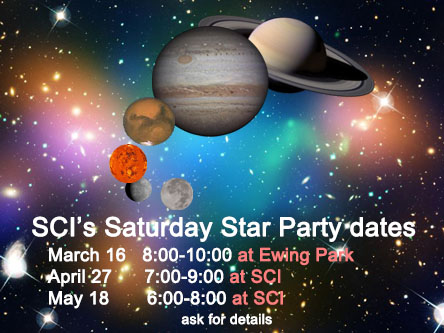 SCI's Saturday Star Party dates
March 16 8:00-10:00 at Ewing Park
April 27 7:00-9:00 at SCI
May 18 6:00-8:00 at SCI
ask for details